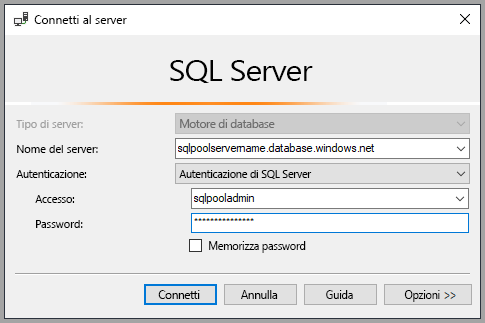 Connetti al server
SQL Server
Tipo di server: Motore di database
Nome del server: sqlpoolservername.database.windows.net
Autenticazione: Autenticazione di SQL Server
Accesso: sqlpooladmin
Password: ***************
Memorizza password
Connetti Annulla Guida Opzioni >>